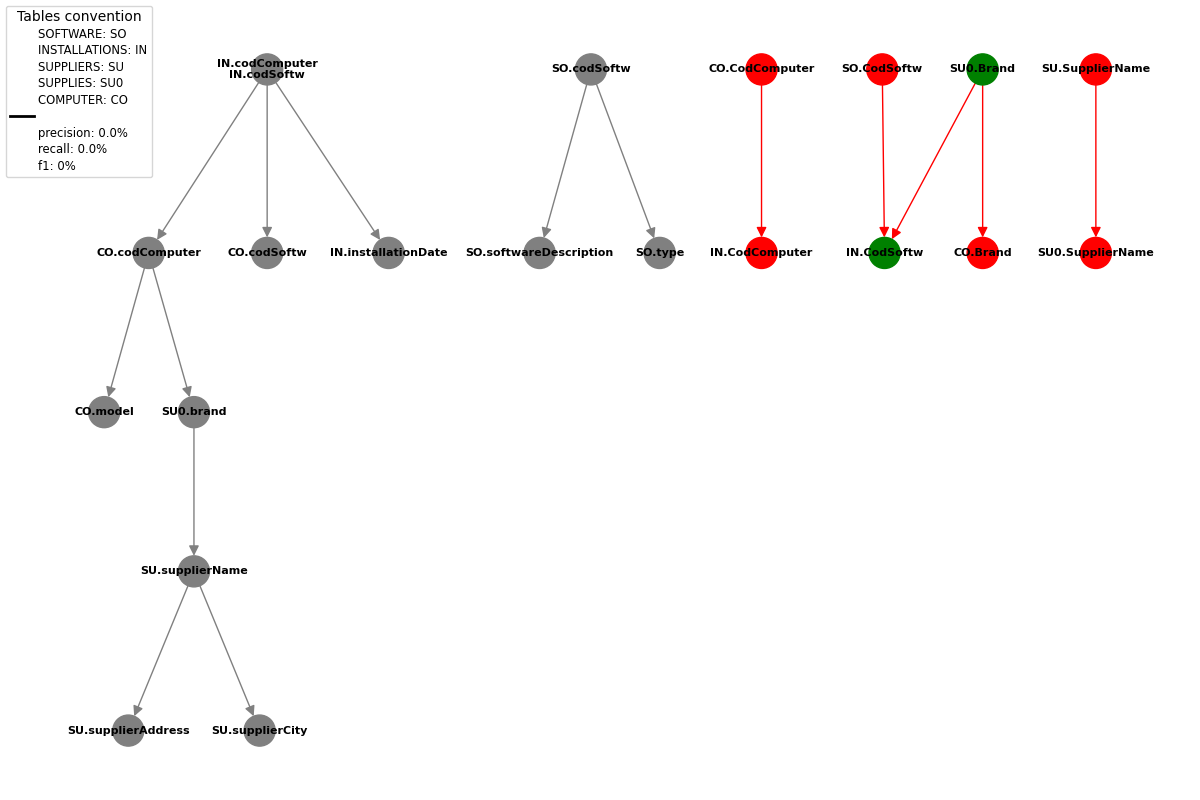 Tables convention
SOFTWARE: SO
INSTALLATIONS: IN
SUPPLIERS: SU
SUPPLIES: SU0
COMPUTER: CO
precision: 0.0%
recall: 0.0%
f1: 0%
IN.codComputer
IN.codSoftw
SO.codSoftw
CO.CodComputer
SO.CodSoftw
SU0.Brand
SU.SupplierName
CO.codComputer
CO.codSoftw
IN.installationDate
SO.softwareDescription
SO.type
IN.CodComputer
IN.CodSoftw
CO.Brand
SU0.SupplierName
CO.model
SU0.brand
SU.supplierName
SU.supplierAddress
SU.supplierCity